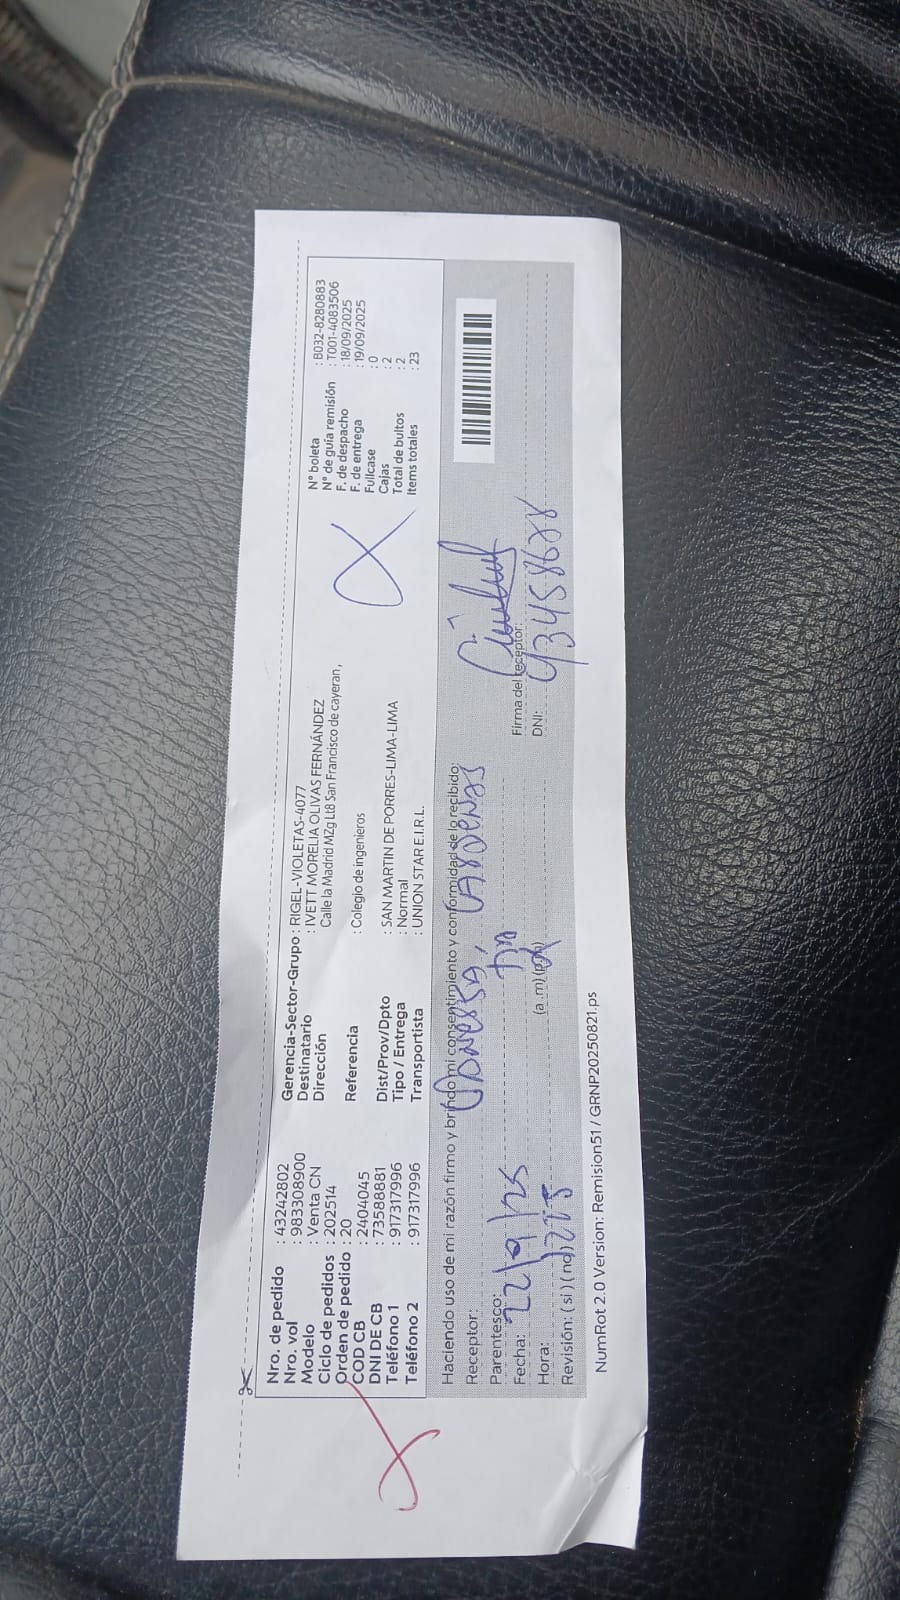 Nro. de pedido : 43242802
Nro. vol : 983308900
Modelo : Venta CN
Ciclo de pedidos : 202514
Orden de pedido : 20
COD CB : 2404045
DNI DE CB : 73588881
Teléfono 1 : 917317996
Teléfono 2 : 917317996
Gerencia-Sector-Grupo : RIGEL-VIOLETAS-4077
Destinatario : IVETT MORELIA OLIVAS FERNÁNDEZ
Dirección Calle la Madrid MZg Lt8 San Francisco de cayeran,
Referencia : Colegio de ingenieros
Dist/Prov/Dpto : SAN MARTIN DE PORRES-LIMA-LIMA
Tipo / Entrega : Normal
Transportista : UNION STAR E.I.R.L.
N° boleta : B032-8280883
N° de guía remisión : T001-4083506
F. de despacho : 18/09/2025
F. de entrega : 19/09/2025
Fullcase : 0
Cajas : 2
Total de bultos : 2
Items totales : 23
Haciendo uso de mi razón firmo y brindo mi consentimiento y conformidad de lo recibido:
Receptor: Vanessa, Cardenas
Parentesco:
Fecha: 22/9/25
Hora: (a .m) (p.m)
Revisión: ( si ) ( no )
Firma del receptor:
DNI:
NumRot 2.0 Version: Remision51 / GRNP20250821.ps